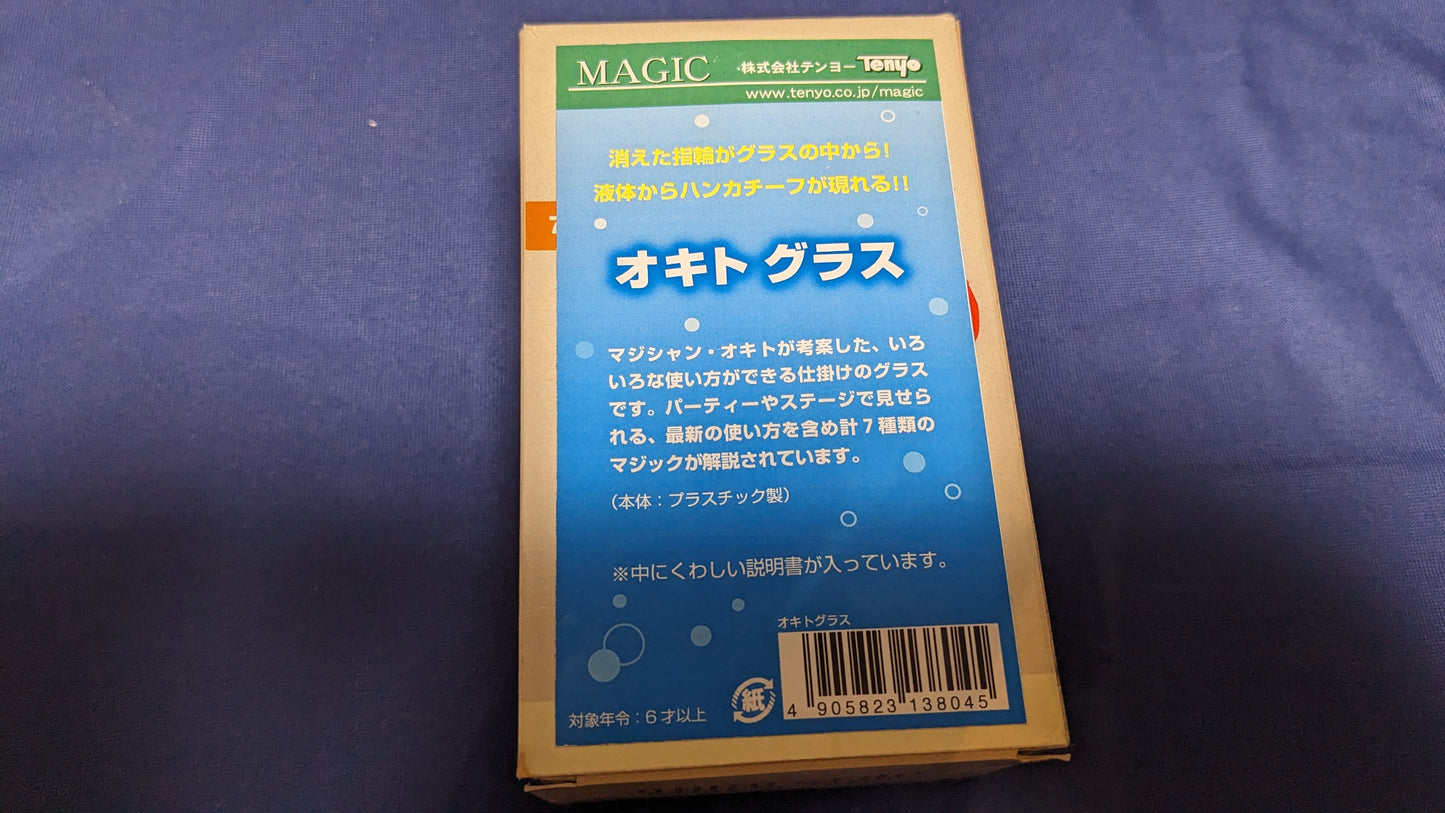 MAGIC 株式会社テンヨー Tenyo
www.tenyo.co.jp/magic
消えた指輪がグラスの中から!
液体からハンカチーフが現れる!!
オキト グラス
マジシャン・オキトが考案した、いろ
いろな使い方ができる仕掛けのグラス
です。パーティーやステージで見せら
れる、最新の使い方を含め計7種類の
マジックが解説されています。
(本体:プラスチック製)
※中にくわしい説明書が入っています。
オキトグラス
紙
4 905823 138045
対象年令:6才以上